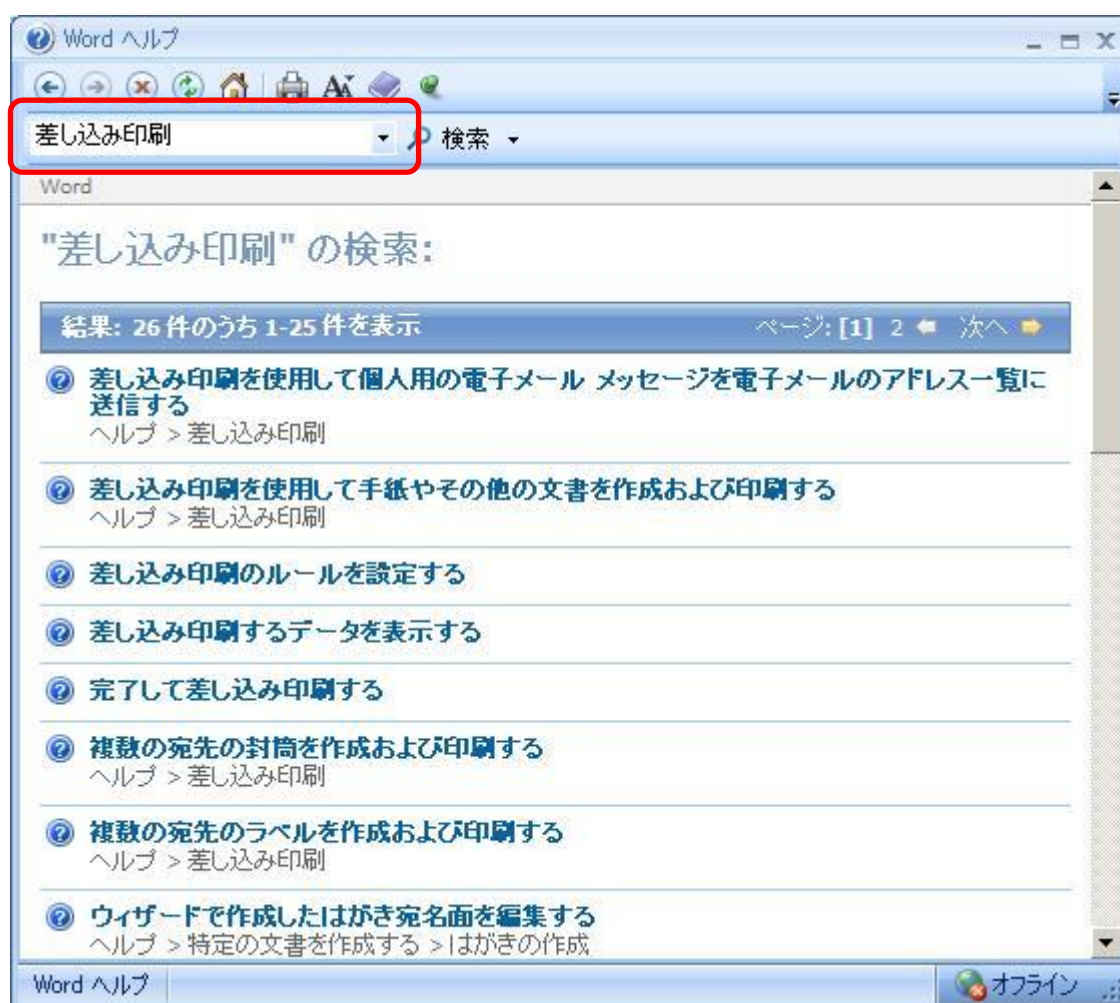 Word ヘルプ
差し込み印刷 検索
Word
"差し込み印刷" の検索:
結果: 26 件のうち 1-25 件を表示 ページ: [1] 2 次へ
差し込み印刷を使用して個人用の電子メール メッセージを電子メールのアドレス一覧に
送信する
ヘルプ > 差し込み印刷
差し込み印刷を使用して手紙やその他の文書を作成および印刷する
ヘルプ > 差し込み印刷
差し込み印刷のルールを設定する
差し込み印刷するデータを表示する
完了して差し込み印刷する
複数の宛先の封筒を作成および印刷する
ヘルプ > 差し込み印刷
複数の宛先のラベルを作成および印刷する
ヘルプ > 差し込み印刷
ウィザードで作成したはがき宛名面を編集する
ヘルプ > 特定の文書を作成する > はがきの作成
Word ヘルプ オフライン